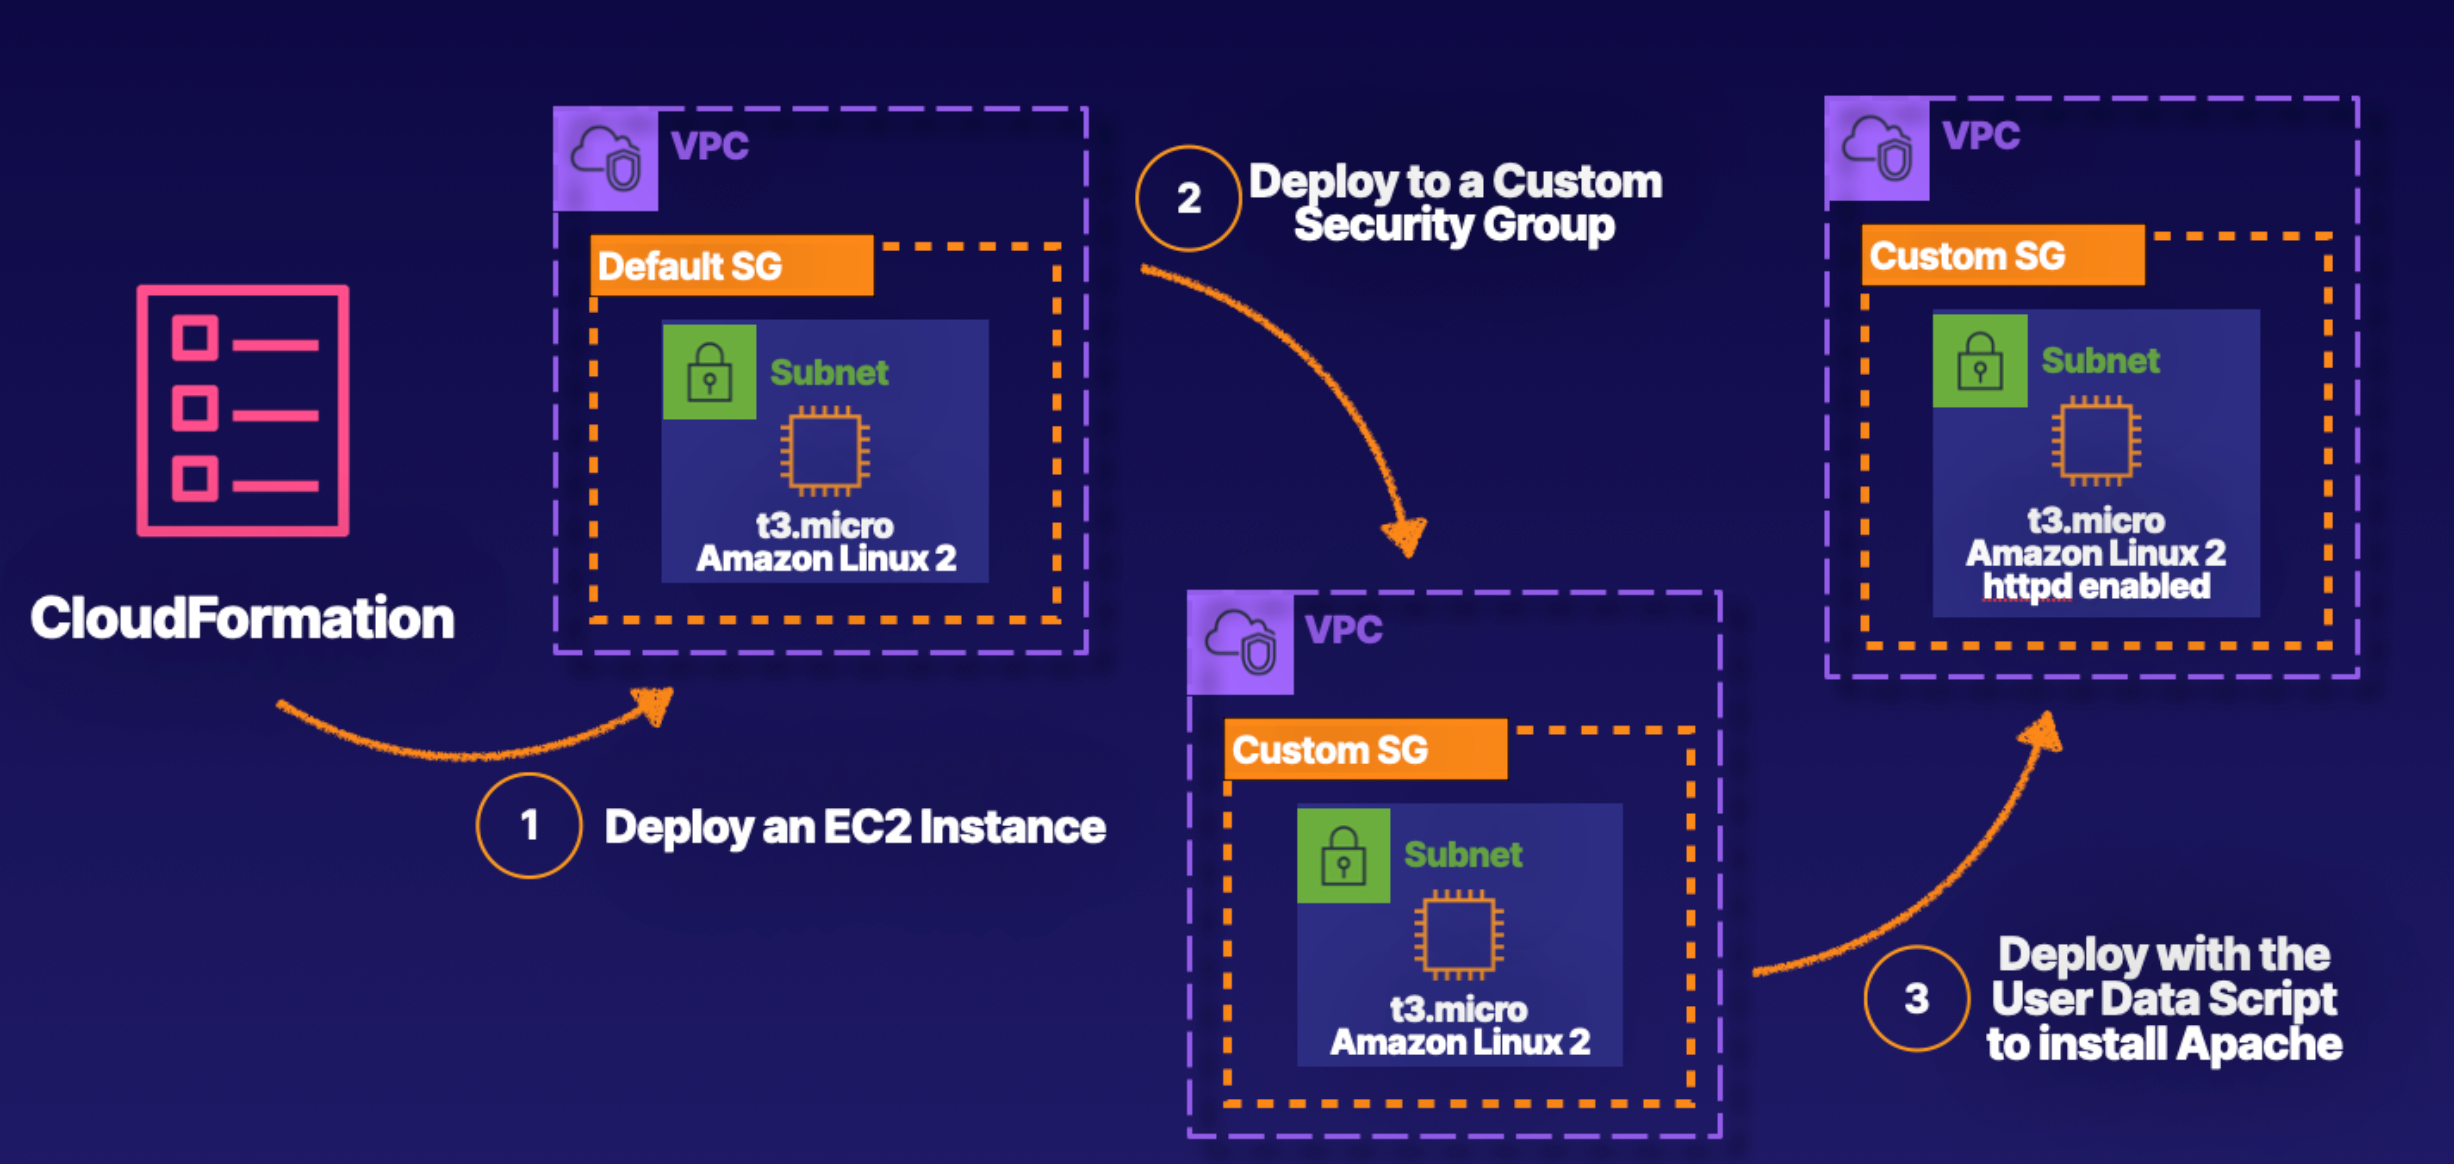 CloudFormation
1
Deploy an EC2 Instance
VPC
Default SG
Subnet
t3.micro
Amazon Linux 2
2
Deploy to a Custom
Security Group
VPC
Custom SG
Subnet
t3.micro
Amazon Linux 2
3
Deploy with the
User Data Script
to install Apache
VPC
Custom SG
Subnet
t3.micro
Amazon Linux 2
httpd enabled